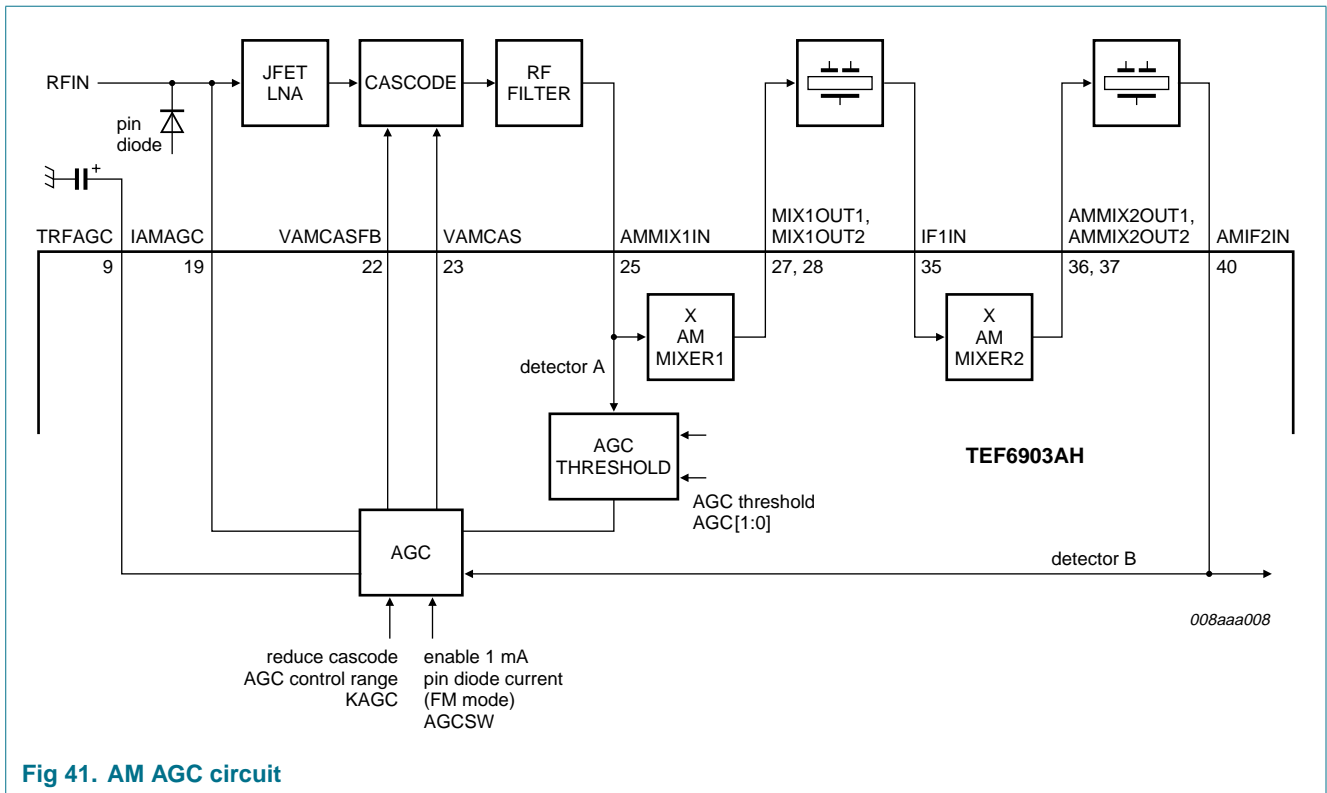 JFET
LNA
CASCODE
RF
FILTER
RFIN
pin
diode
+
TRFAGC
IAMAGC
VAMCASFB
VAMCAS
AMMIX1IN
MIX1OUT1,
MIX1OUT2
IF1IN
AMMIX2OUT1,
AMMIX2OUT2
AMIF2IN
9
19
22
23
25
27, 28
35
36, 37
40
X
AM
MIXER1
X
AM
MIXER2
detector A
AGC
THRESHOLD
TEF6903AH
AGC threshold
AGC[1:0]
AGC
detector B
008aaa008
reduce cascode
AGC control range
KAGC
enable 1 mA
pin diode current
(FM mode)
AGCSW
Fig 41. AM AGC circuit